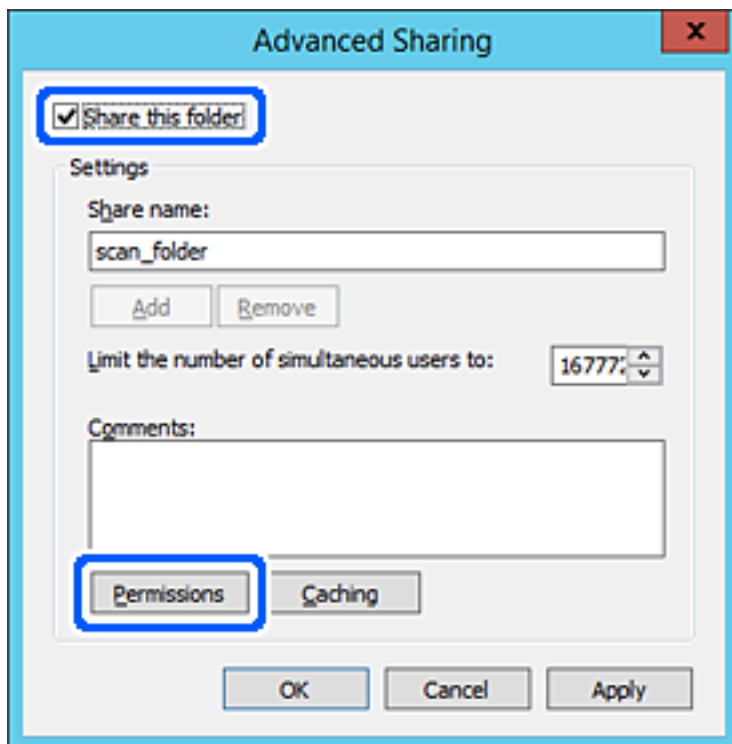 Advanced Sharing
x
Share this folder
Settings
Share name:
scan_folder
Add
Remove
Limit the number of simultaneous users to:
Comments:
Permissions
Caching
OK
Cancel
Apply